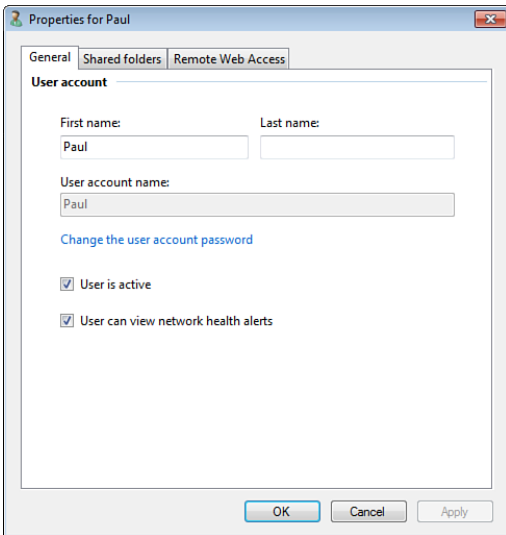 Properties for Paul
General Shared folders Remote Web Access
User account
First name: Last name:
Paul
User account name:
Paul
Change the user account password
User is active
User can view network health alerts
OK Cancel Apply